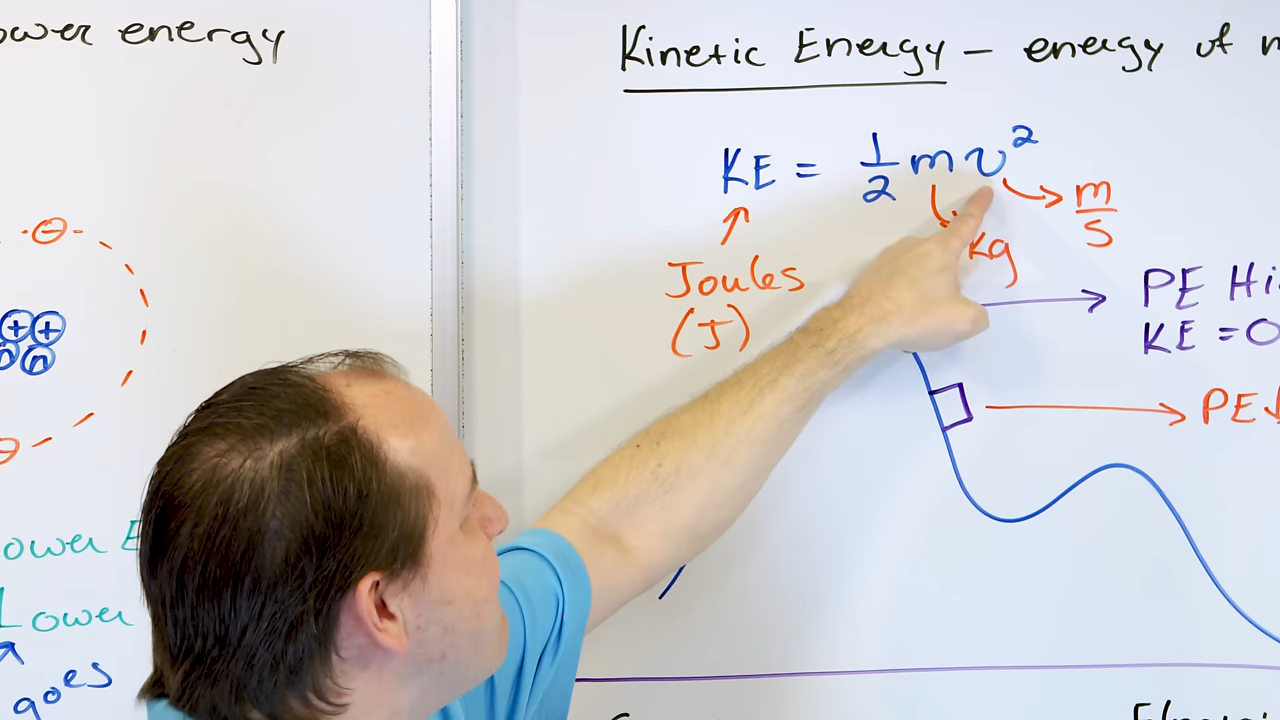 ower energy
⊖
⊖
+ +
n
ower E
Lower
goes
Kinetic Energy – energy of
KE = 1/2 mv²
Joules
(J)
kg
m/s
PE Hi
KE = 0
PE↓